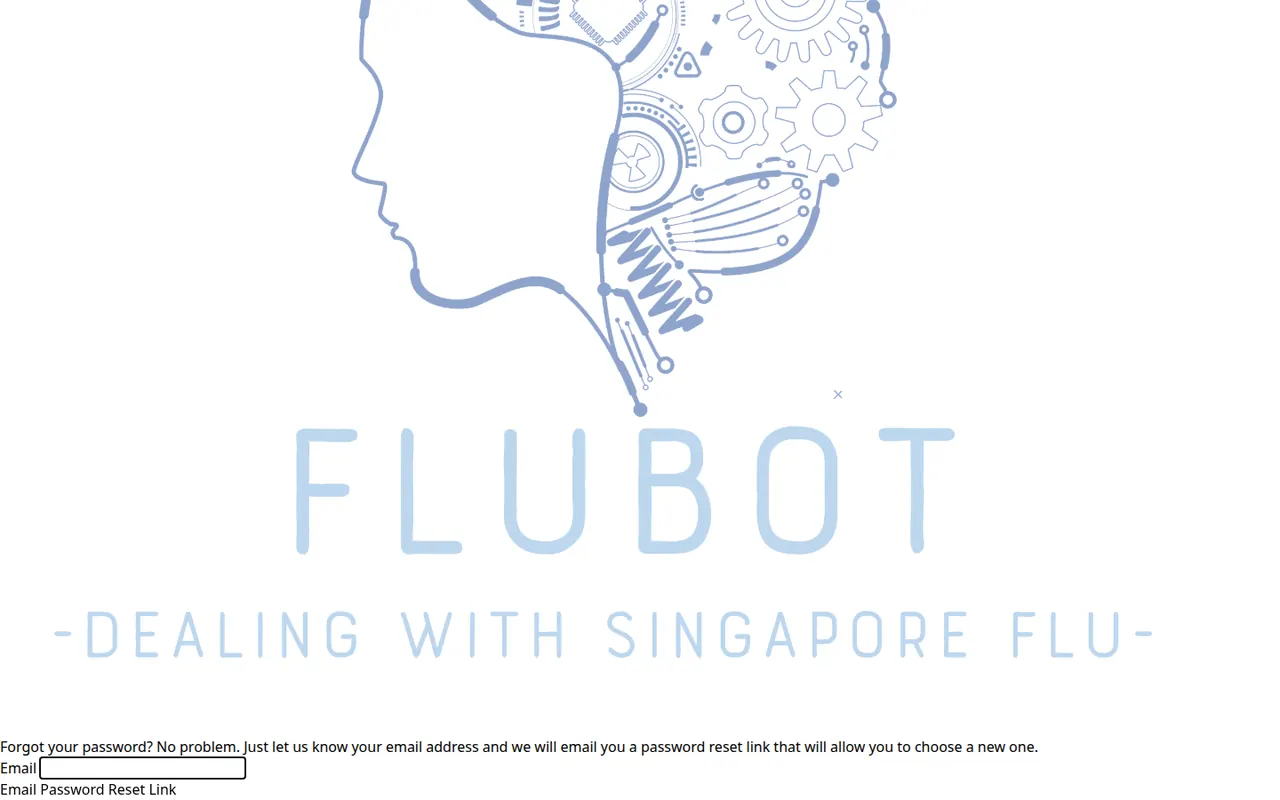 FLUBOT
-DEALING WITH SINGAPORE FLU-
Forgot your password? No problem. Just let us know your email address and we will email you a password reset link that will allow you to choose a new one.
Email
Email Password Reset Link